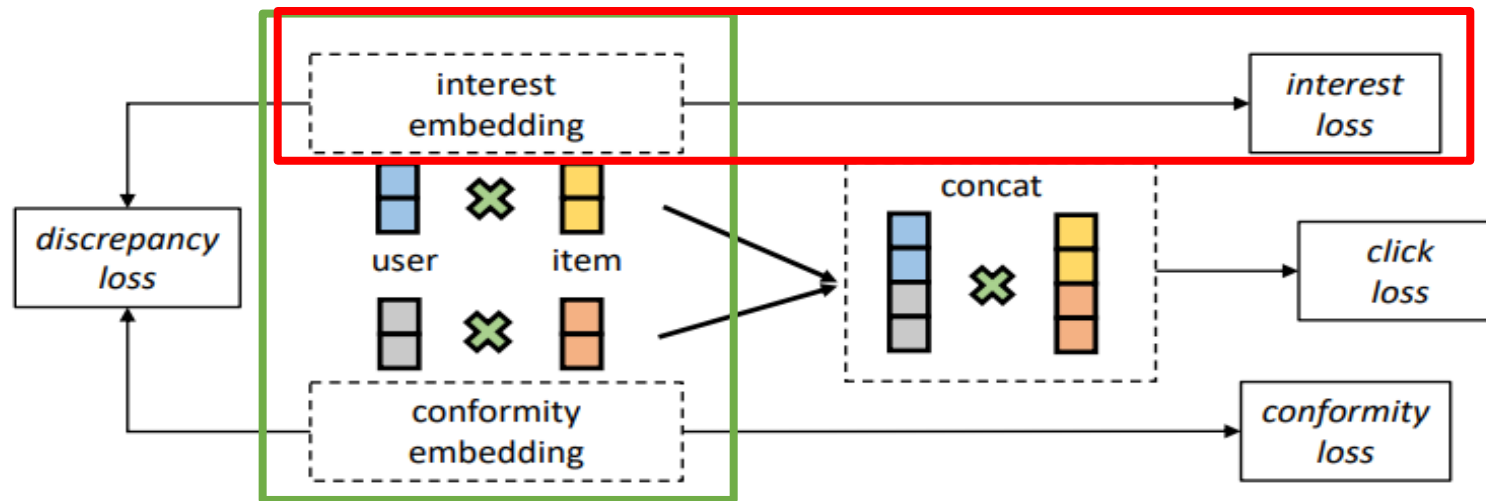 interest
embedding
interest
loss
concat
discrepancy
loss
user
item
click
loss
conformity
embedding
conformity
loss